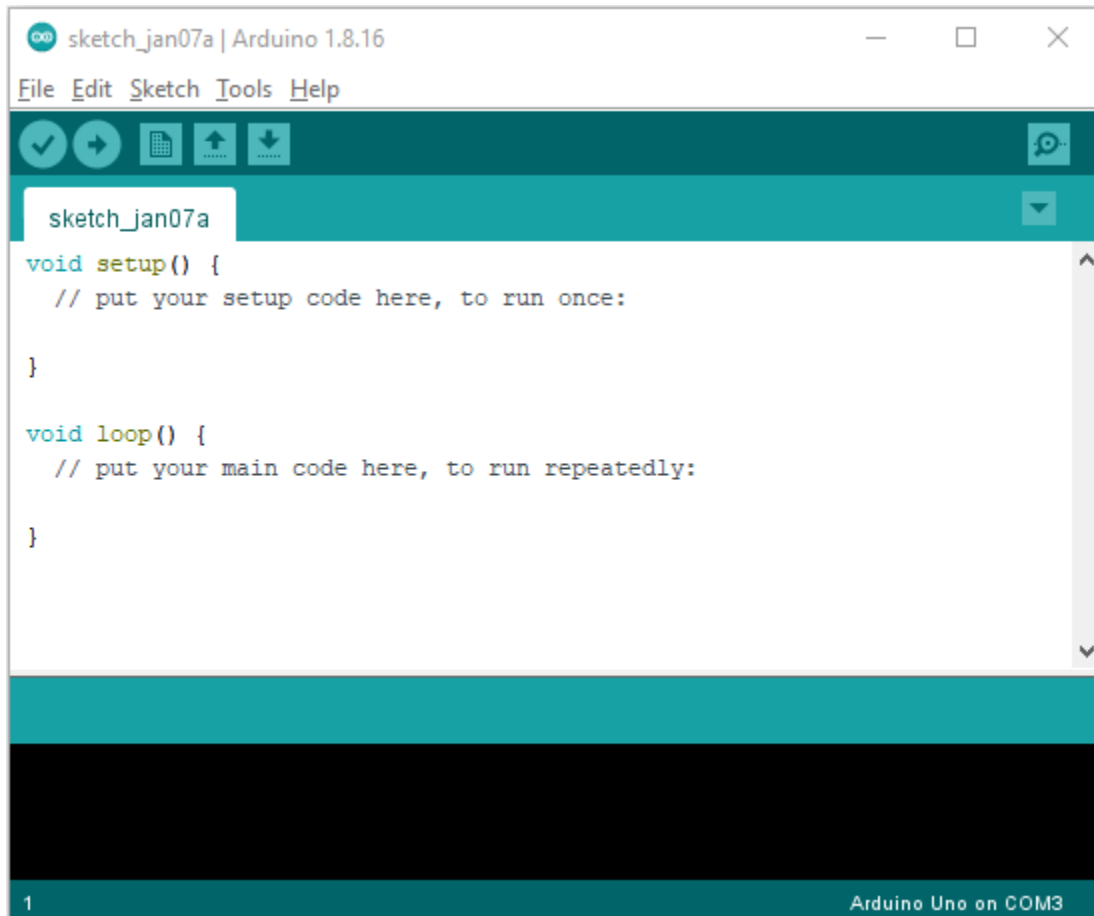 sketch_jan07a | Arduino 1.8.16
File Edit Sketch Tools Help
sketch_jan07a
void setup() {
  // put your setup code here, to run once:
}
void loop() {
  // put your main code here, to run repeatedly:
}
1 Arduino Uno on COM3